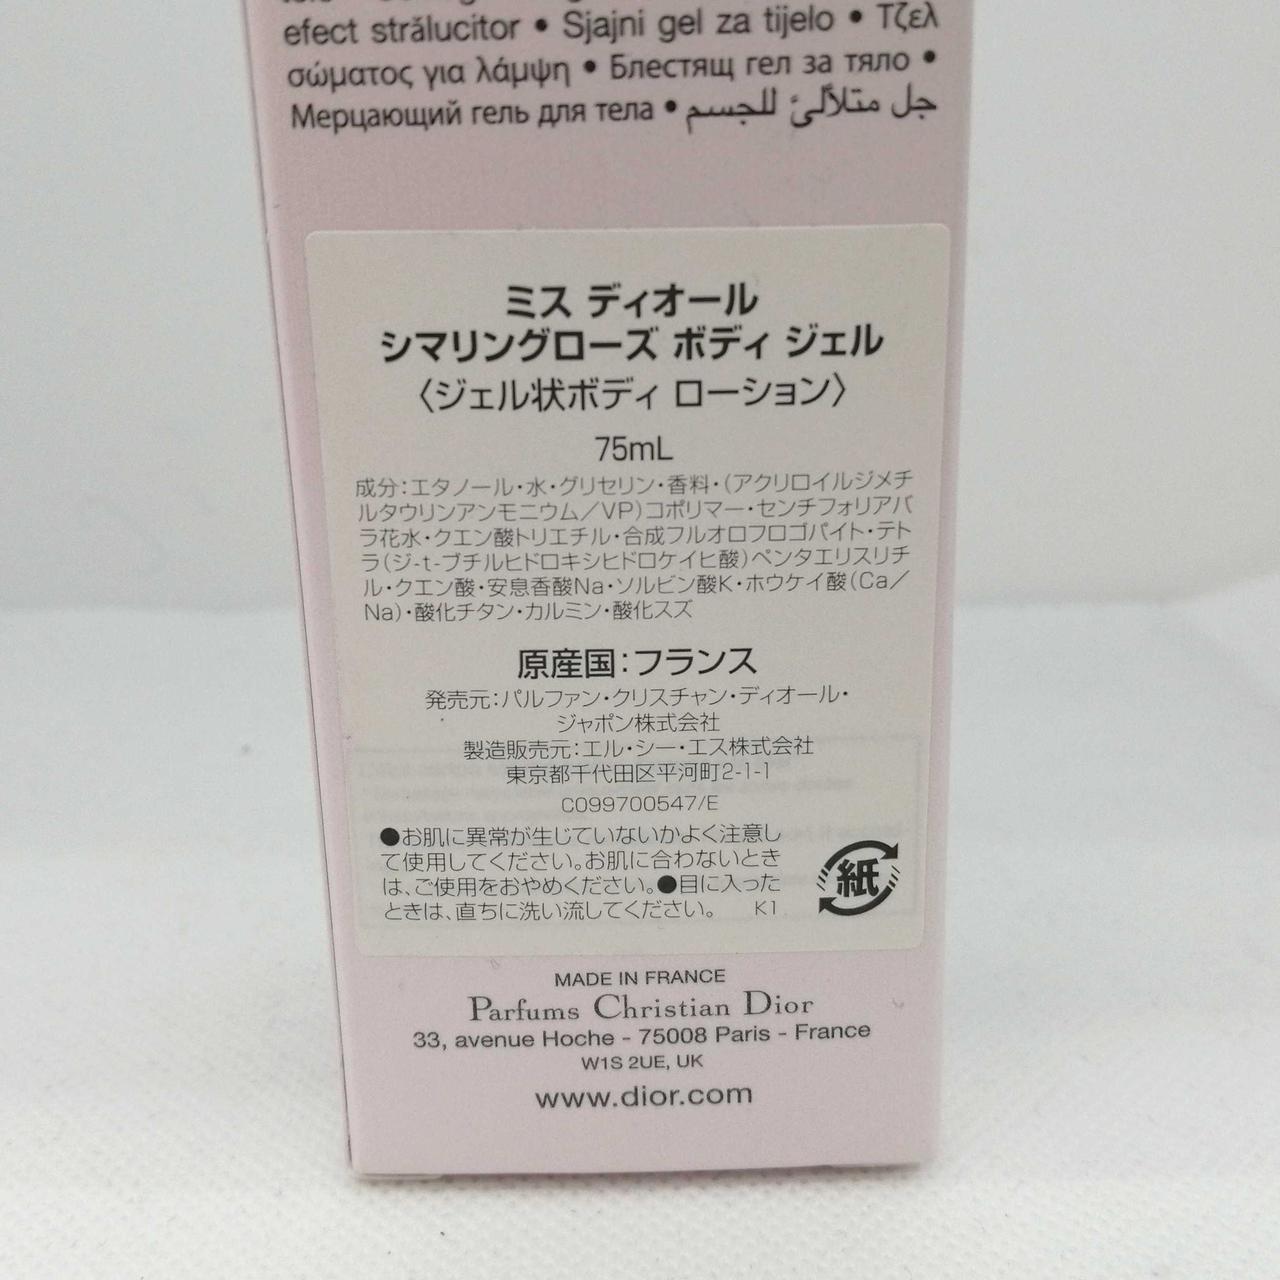 efect strălucitor • Sjajni gel za tijelo • Τζελ
σώματος για λάμψη • Блестящ гел за тяло •
Мерцающий гель для тела • جل متلألئ للجسم
ミス ディオール
シマリングローズ ボディ ジェル
〈ジェル状ボディ ローション〉
75mL
成分：エタノール・水・グリセリン・香料・（アクリロイルジメチ
ルタウリンアンモニウム／VP）コポリマー・センチフォリアバ
ラ花水・クエン酸トリエチル・合成フルオロフロゴパイト・テト
ラ（ジ-t-ブチルヒドロキシヒドロケイヒ酸）ペンタエリスリチ
ル・クエン酸・安息香酸Na・ソルビン酸K・ホウケイ酸（Ca／
Na）・酸化チタン・カルミン・酸化スズ
原産国：フランス
発売元：パルファン・クリスチャン・ディオール・
ジャポン株式会社
製造販売元：エル・シー・エス株式会社
東京都千代田区平河町2-1-1
C099700547/E
●お肌に異常が生じていないかよく注意し
て使用してください。お肌に合わないとき
は、ご使用をおやめください。●目に入った
ときは、直ちに洗い流してください。 K1
紙
MADE IN FRANCE
Parfums Christian Dior
33, avenue Hoche - 75008 Paris - France
W1S 2UE, UK
www.dior.com